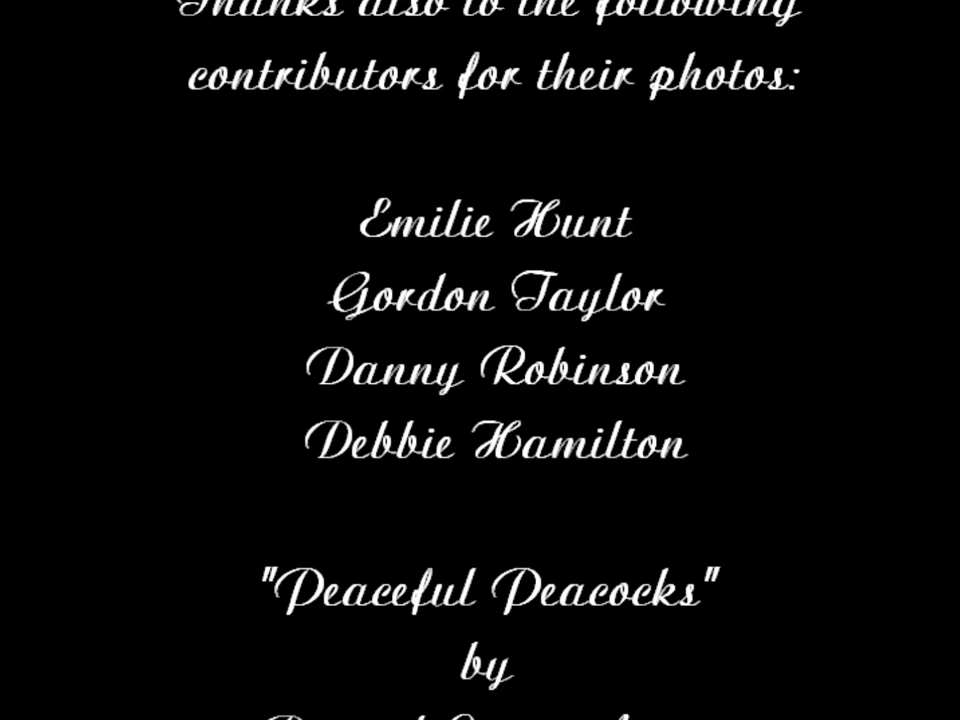 Thanks also to the following
contributors for their photos:
Emilie Hunt
Gordon Taylor
Danny Robinson
Debbie Hamilton
"Peaceful Peacocks"
by